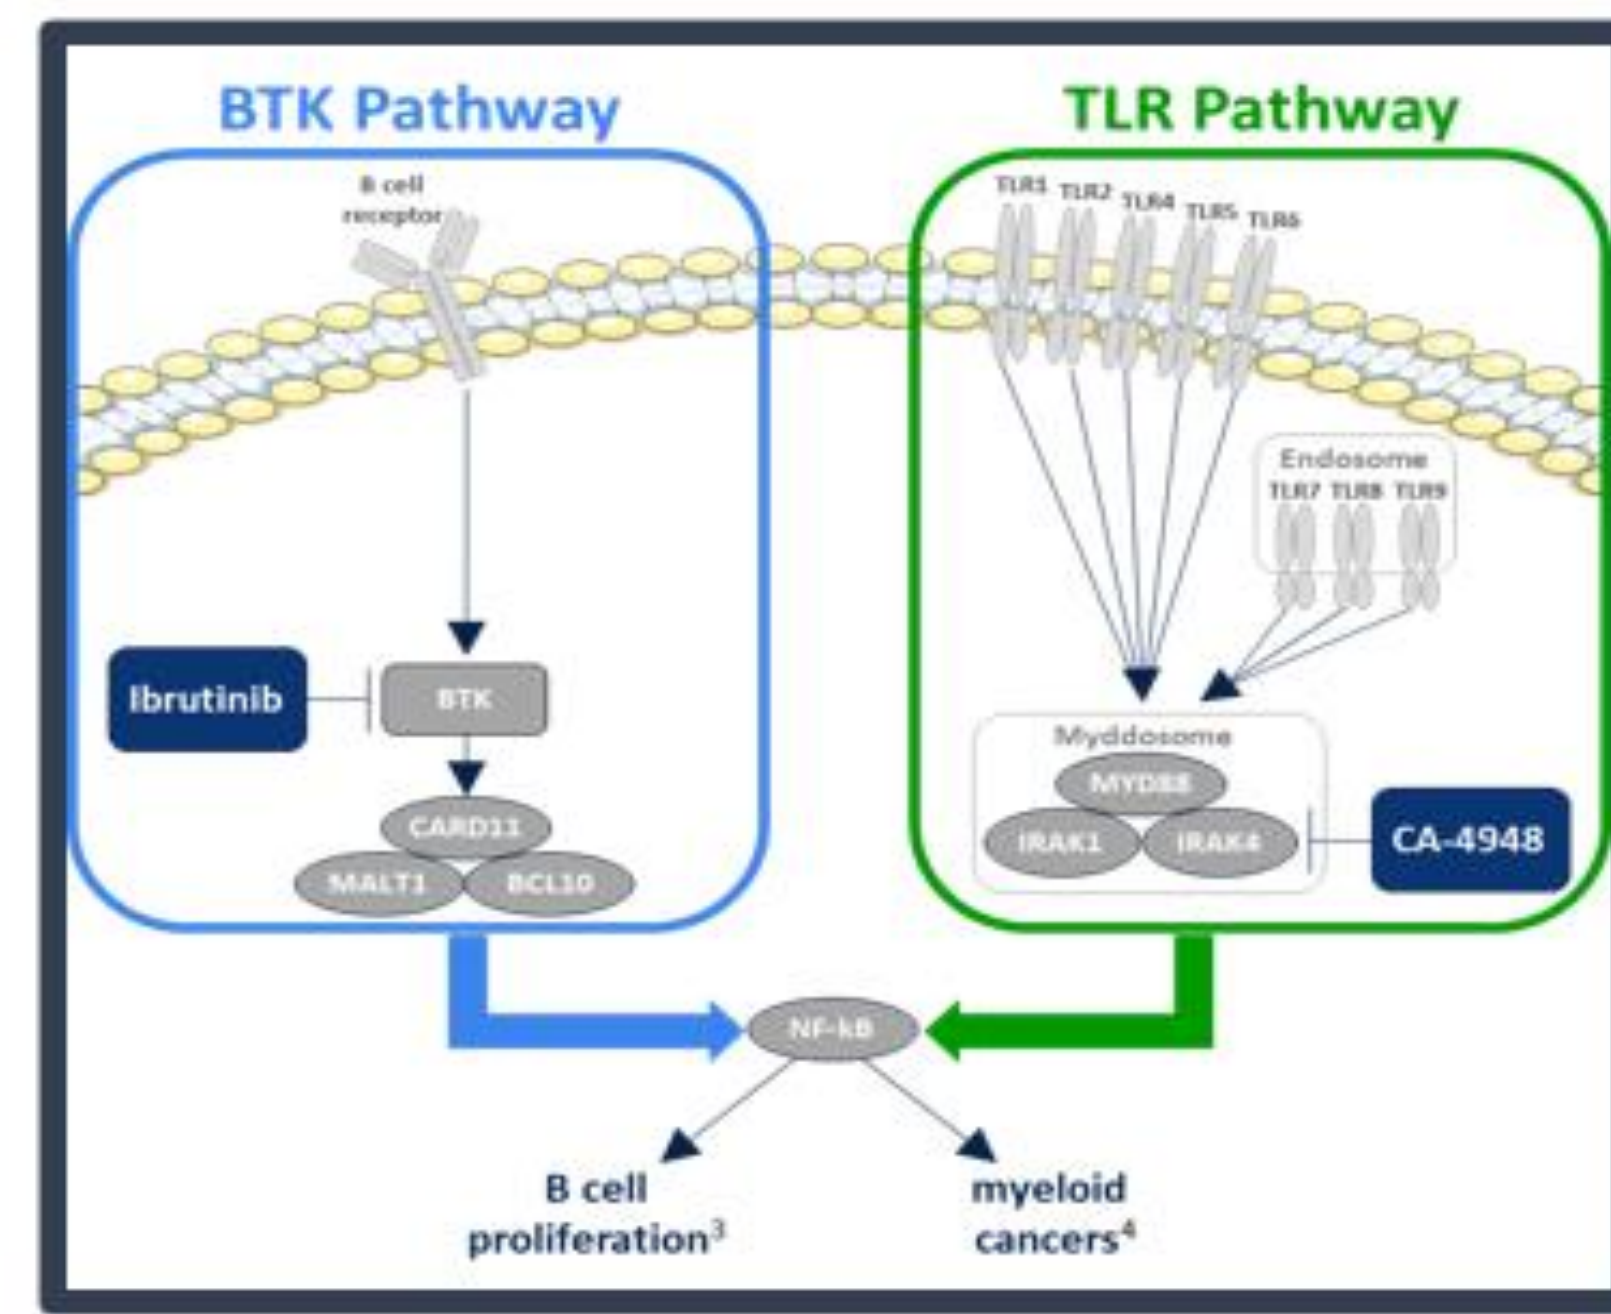 BTK Pathway
TLR Pathway
B cell
receptor
TLR1 TLR2 TLR4 TLR5 TLR6
Endosome
TLR7 TLR8 TLR9
Ibrutinib
BTK
CARD11
MALT1 BCL10
Myddosome
MYD88
IRAK1 IRAK4
CA-4948
NF-kB
B cell
proliferation³
myeloid
cancers⁴